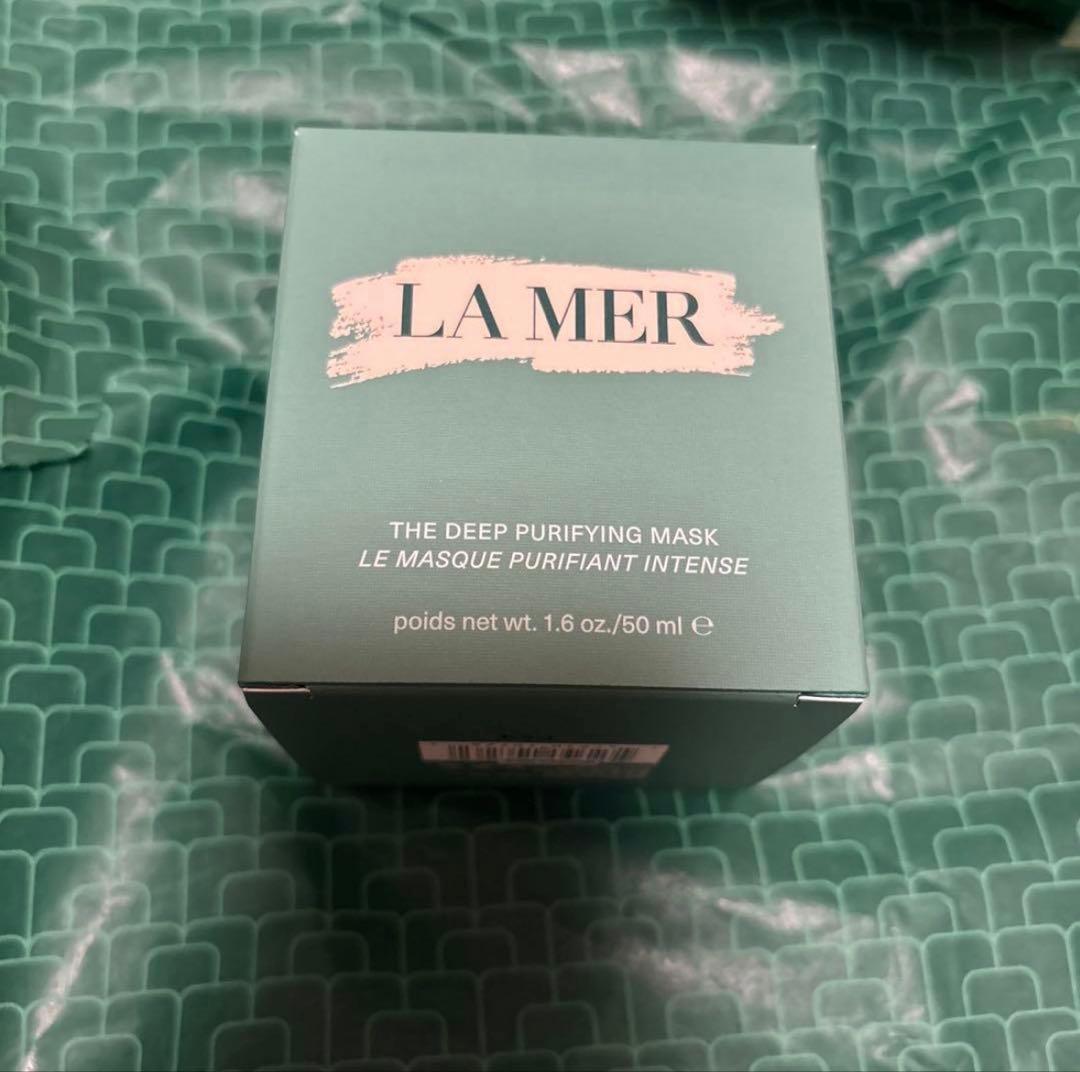 LA MER
THE DEEP PURIFYING MASK
LE MASQUE PURIFIANT INTENSE
poids net wt. 1.6 oz./50 ml ℮